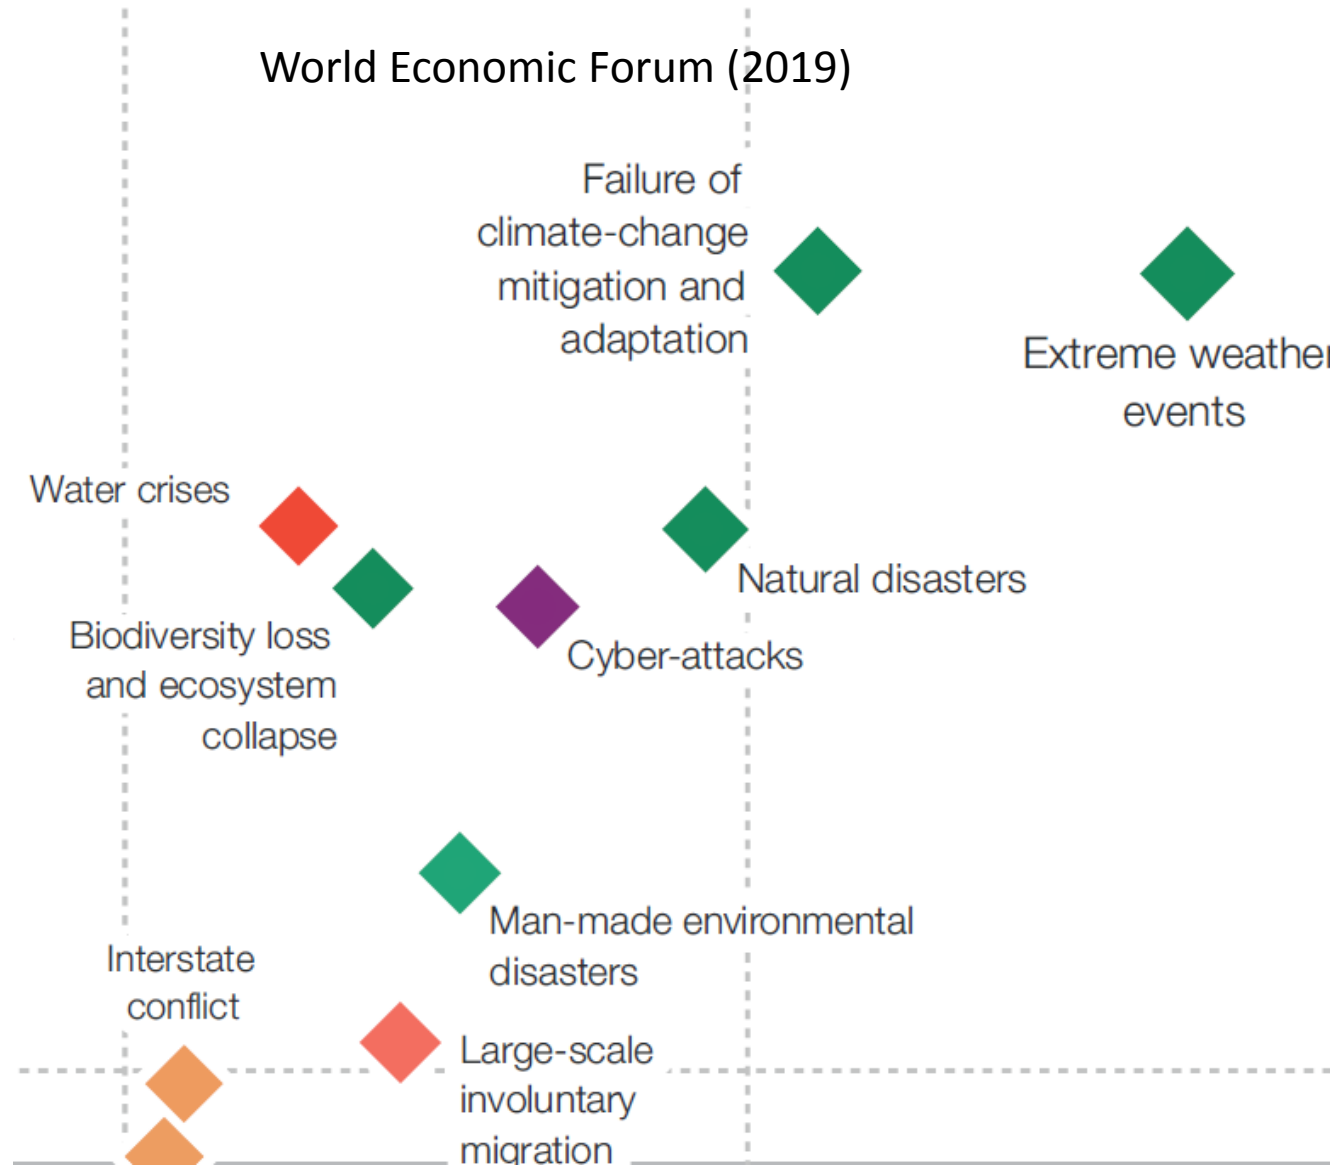 World Economic Forum (2019)
Failure of
climate-change
mitigation and
adaptation
Extreme weather
events
Water crises
Natural disasters
Biodiversity loss
and ecosystem
collapse
Cyber-attacks
Man-made environmental
disasters
Interstate
conflict
Large-scale
involuntary
migration